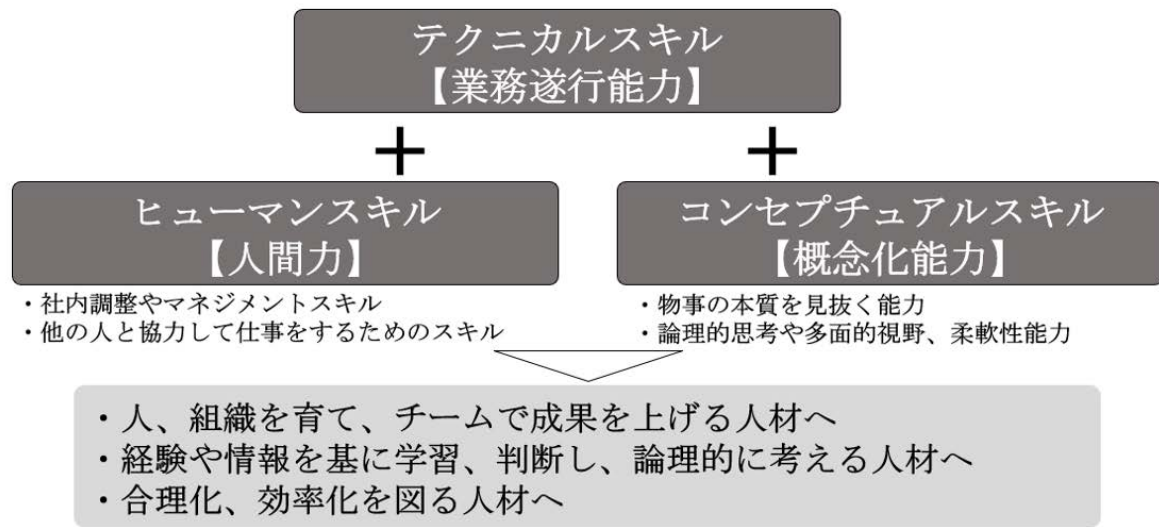 テクニカルスキル
【業務遂行能力】
＋
＋
ヒューマンスキル
【人間力】
・社内調整やマネジメントスキル
・他の人と協力して仕事をするためのスキル
コンセプチュアルスキル
【概念化能力】
・物事の本質を見抜く能力
・論理的思考や多面的視野、柔軟性能力
・人、組織を育て、チームで成果を上げる人材へ
・経験や情報を基に学習、判断し、論理的に考える人材へ
・合理化、効率化を図る人材へ